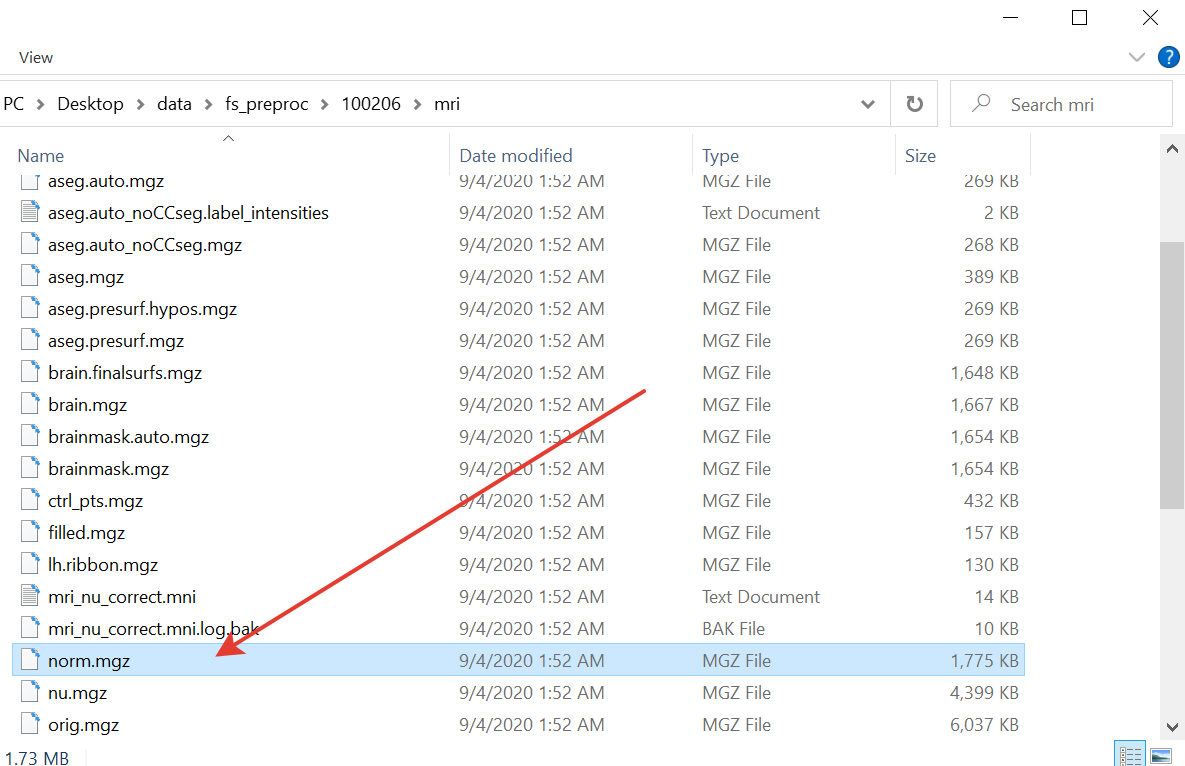 View
?
PC > Desktop > data > fs_preproc > 100206 > mri
Search mri
Name Date modified Type Size
aseg.auto.mgz 9/4/2020 1:52 AM MGZ File 269 KB
aseg.auto_noCCseg.label_intensities 9/4/2020 1:52 AM Text Document 2 KB
aseg.auto_noCCseg.mgz 9/4/2020 1:52 AM MGZ File 268 KB
aseg.mgz 9/4/2020 1:52 AM MGZ File 389 KB
aseg.presurf.hypos.mgz 9/4/2020 1:52 AM MGZ File 269 KB
aseg.presurf.mgz 9/4/2020 1:52 AM MGZ File 269 KB
brain.finalsurfs.mgz 9/4/2020 1:52 AM MGZ File 1,648 KB
brain.mgz 9/4/2020 1:52 AM MGZ File 1,667 KB
brainmask.auto.mgz 9/4/2020 1:52 AM MGZ File 1,654 KB
brainmask.mgz 9/4/2020 1:52 AM MGZ File 1,654 KB
ctrl_pts.mgz 9/4/2020 1:52 AM MGZ File 432 KB
filled.mgz 9/4/2020 1:52 AM MGZ File 157 KB
lh.ribbon.mgz 9/4/2020 1:52 AM MGZ File 130 KB
mri_nu_correct.mni 9/4/2020 1:52 AM Text Document 14 KB
mri_nu_correct.mni.log.bak 9/4/2020 1:52 AM BAK File 10 KB
norm.mgz 9/4/2020 1:52 AM MGZ File 1,775 KB
nu.mgz 9/4/2020 1:52 AM MGZ File 4,399 KB
orig.mgz 9/4/2020 1:52 AM MGZ File 6,037 KB
1.73 MB